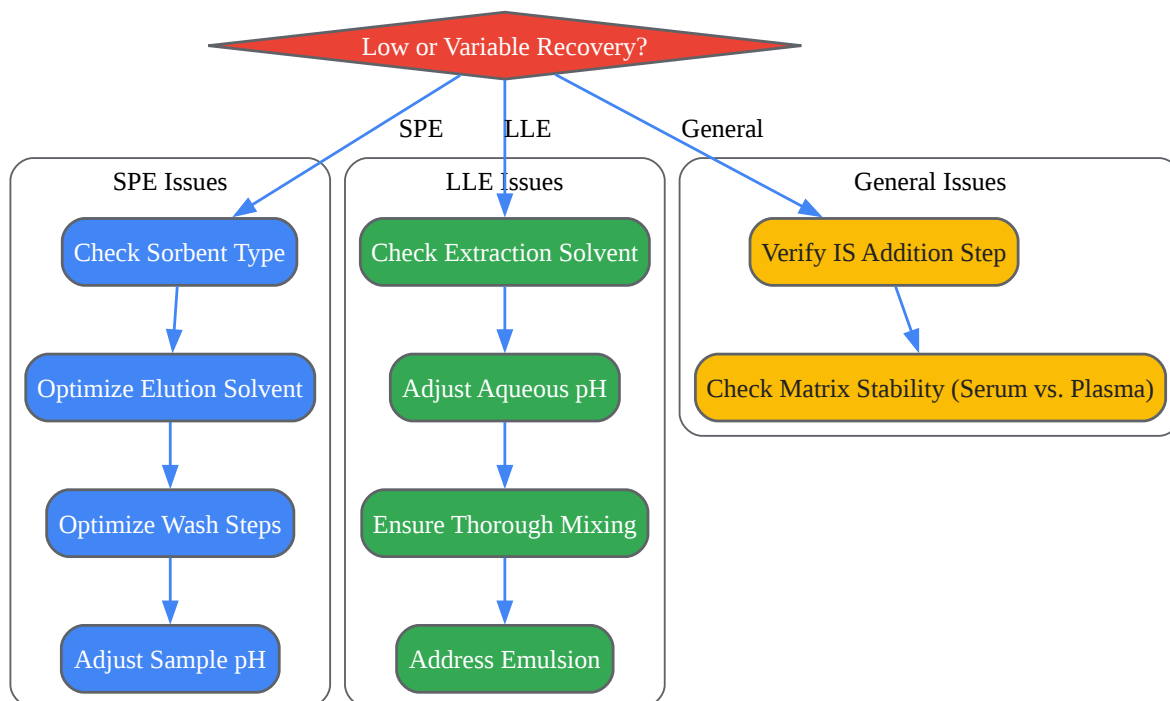 Low or Variable Recovery?
SPE
LLE
General
SPE Issues
LLE Issues
General Issues
Check Sorbent Type
Check Extraction Solvent
Verify IS Addition Step
Optimize Elution Solvent
Adjust Aqueous pH
Check Matrix Stability (Serum vs. Plasma)
Optimize Wash Steps
Ensure Thorough Mixing
Adjust Sample pH
Address Emulsion